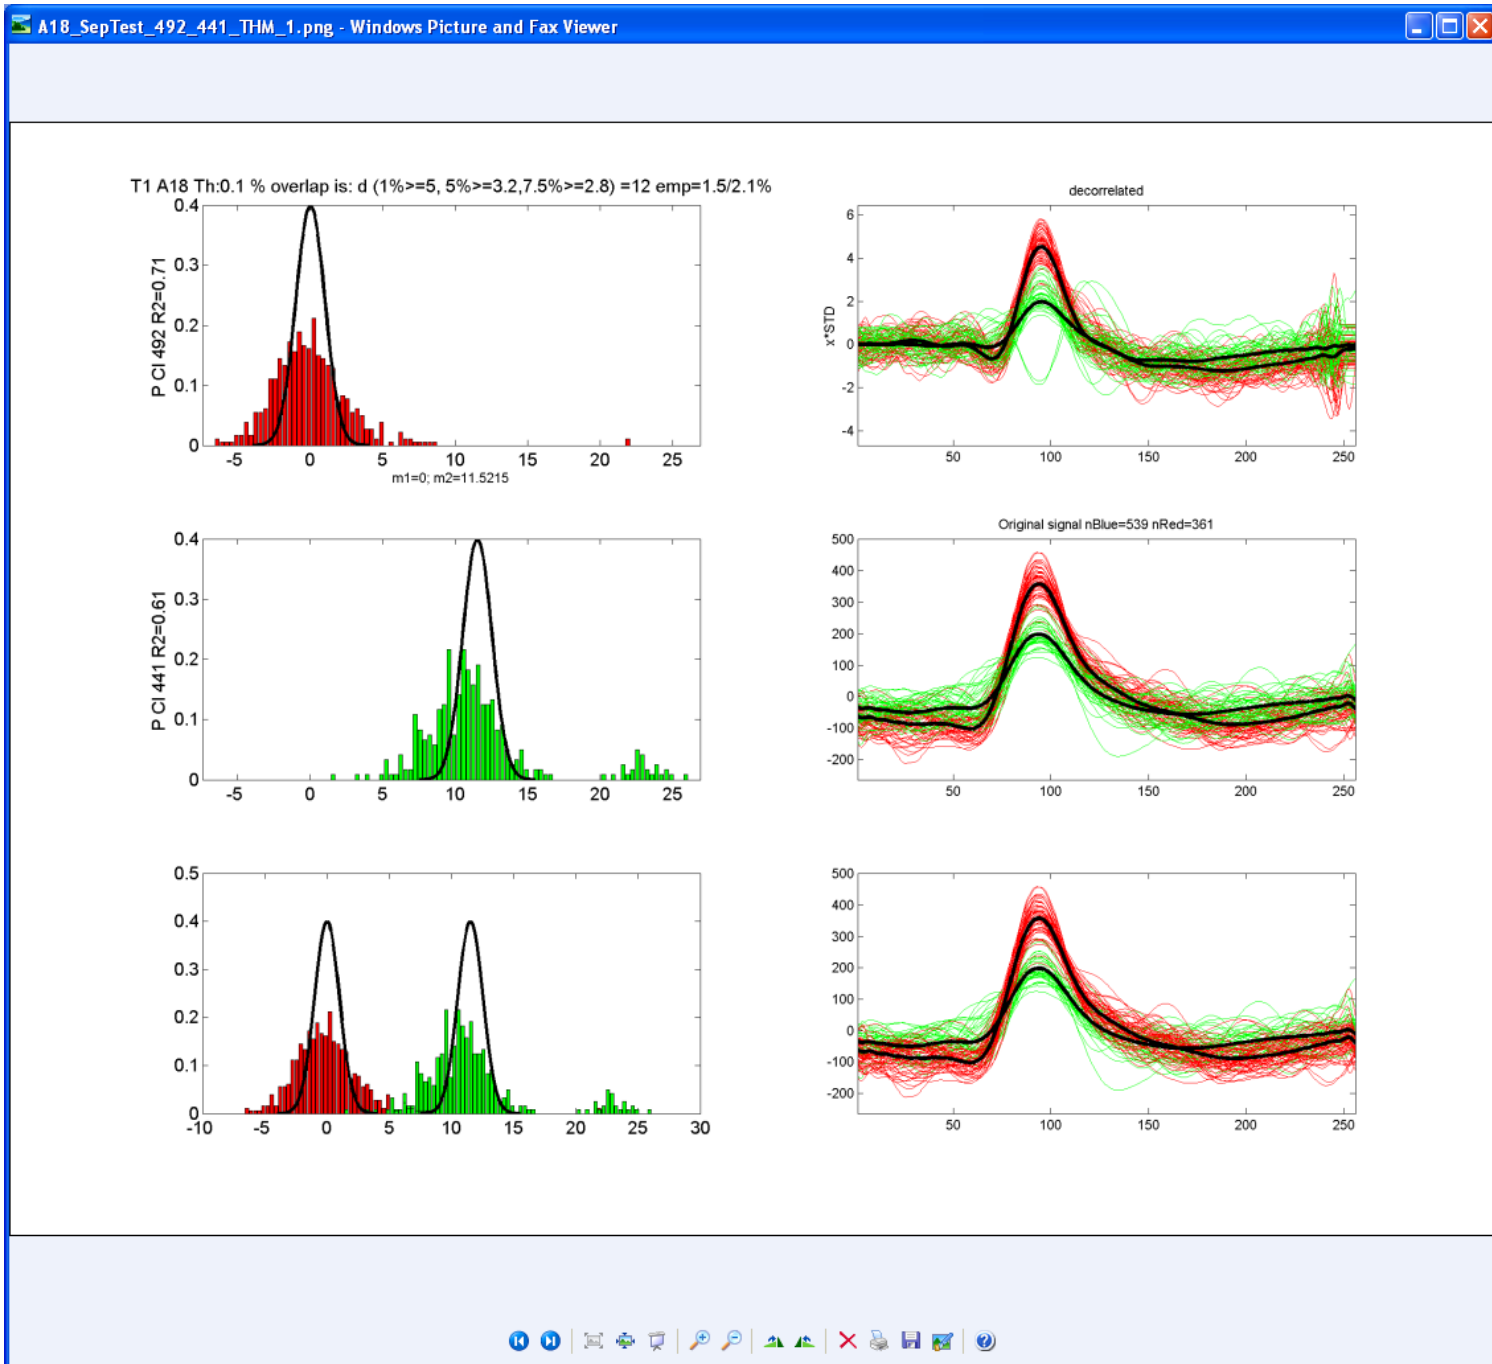 A18_SepTest_492_441_THM_1.png - Windows Picture and Fax Viewer
T1 A18 Th:0.1 % overlap is: d (1%>=5, 5%>=3.2,7.5%>=2.8) =12 emp=1.5/2.1%
0.4
0.3
0.2
0.1
0
P Cl 492 R2=0.71
-5 0 5 10 15 20 25
m1=0; m2=11.5215
decorrelated
6
4
2
0
-2
-4
x*STD
50 100 150 200 250
0.4
0.3
0.2
0.1
0
P Cl 441 R2=0.61
-5 0 5 10 15 20 25
Original signal nBlue=539 nRed=361
500
400
300
200
100
0
-100
-200
50 100 150 200 250
0.5
0.4
0.3
0.2
0.1
0
-10 -5 0 5 10 15 20 25 30
500
400
300
200
100
0
-100
-200
50 100 150 200 250